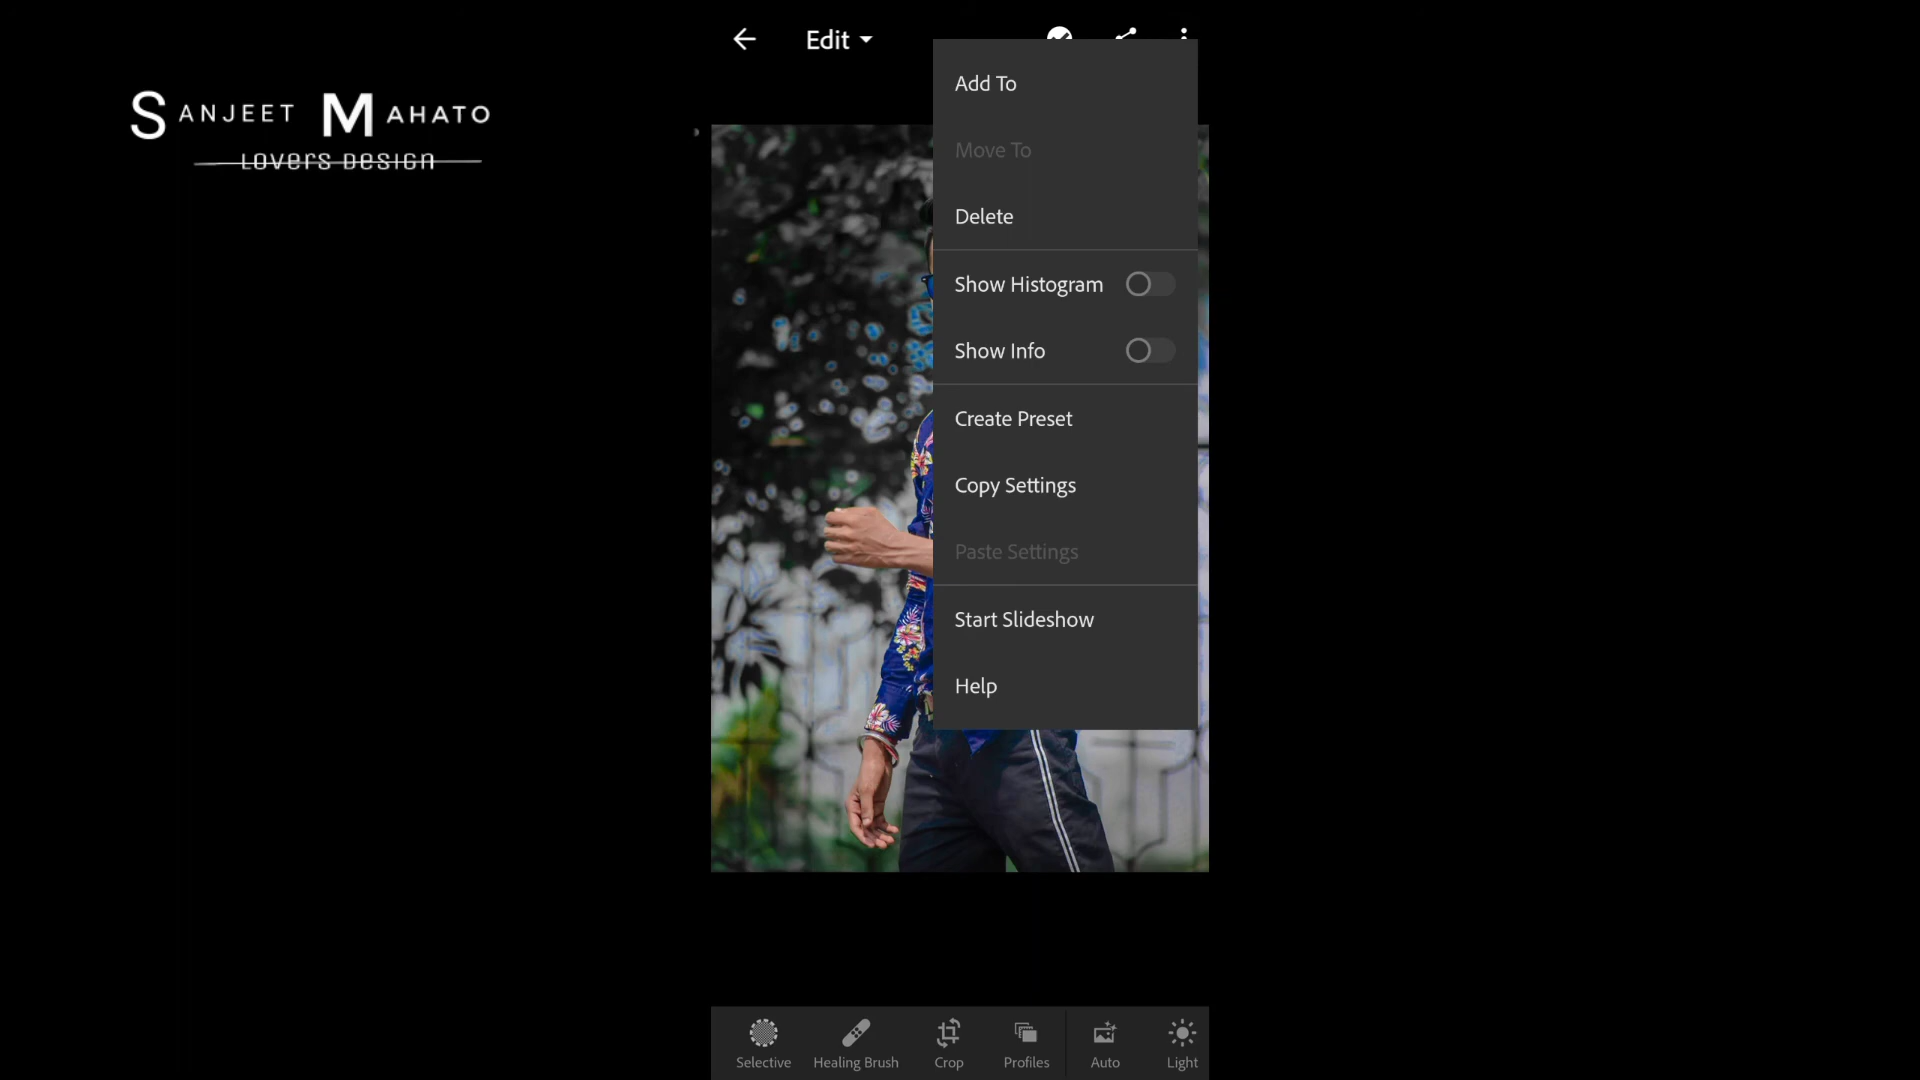 Edit
SANJEET MAHATO
LOVERS DESIGN
Add To
Move To
Delete
Show Histogram
Show Info
Create Preset
Copy Settings
Paste Settings
Start Slideshow
Help
Selective
Healing Brush
Crop
Profiles
Auto
Light